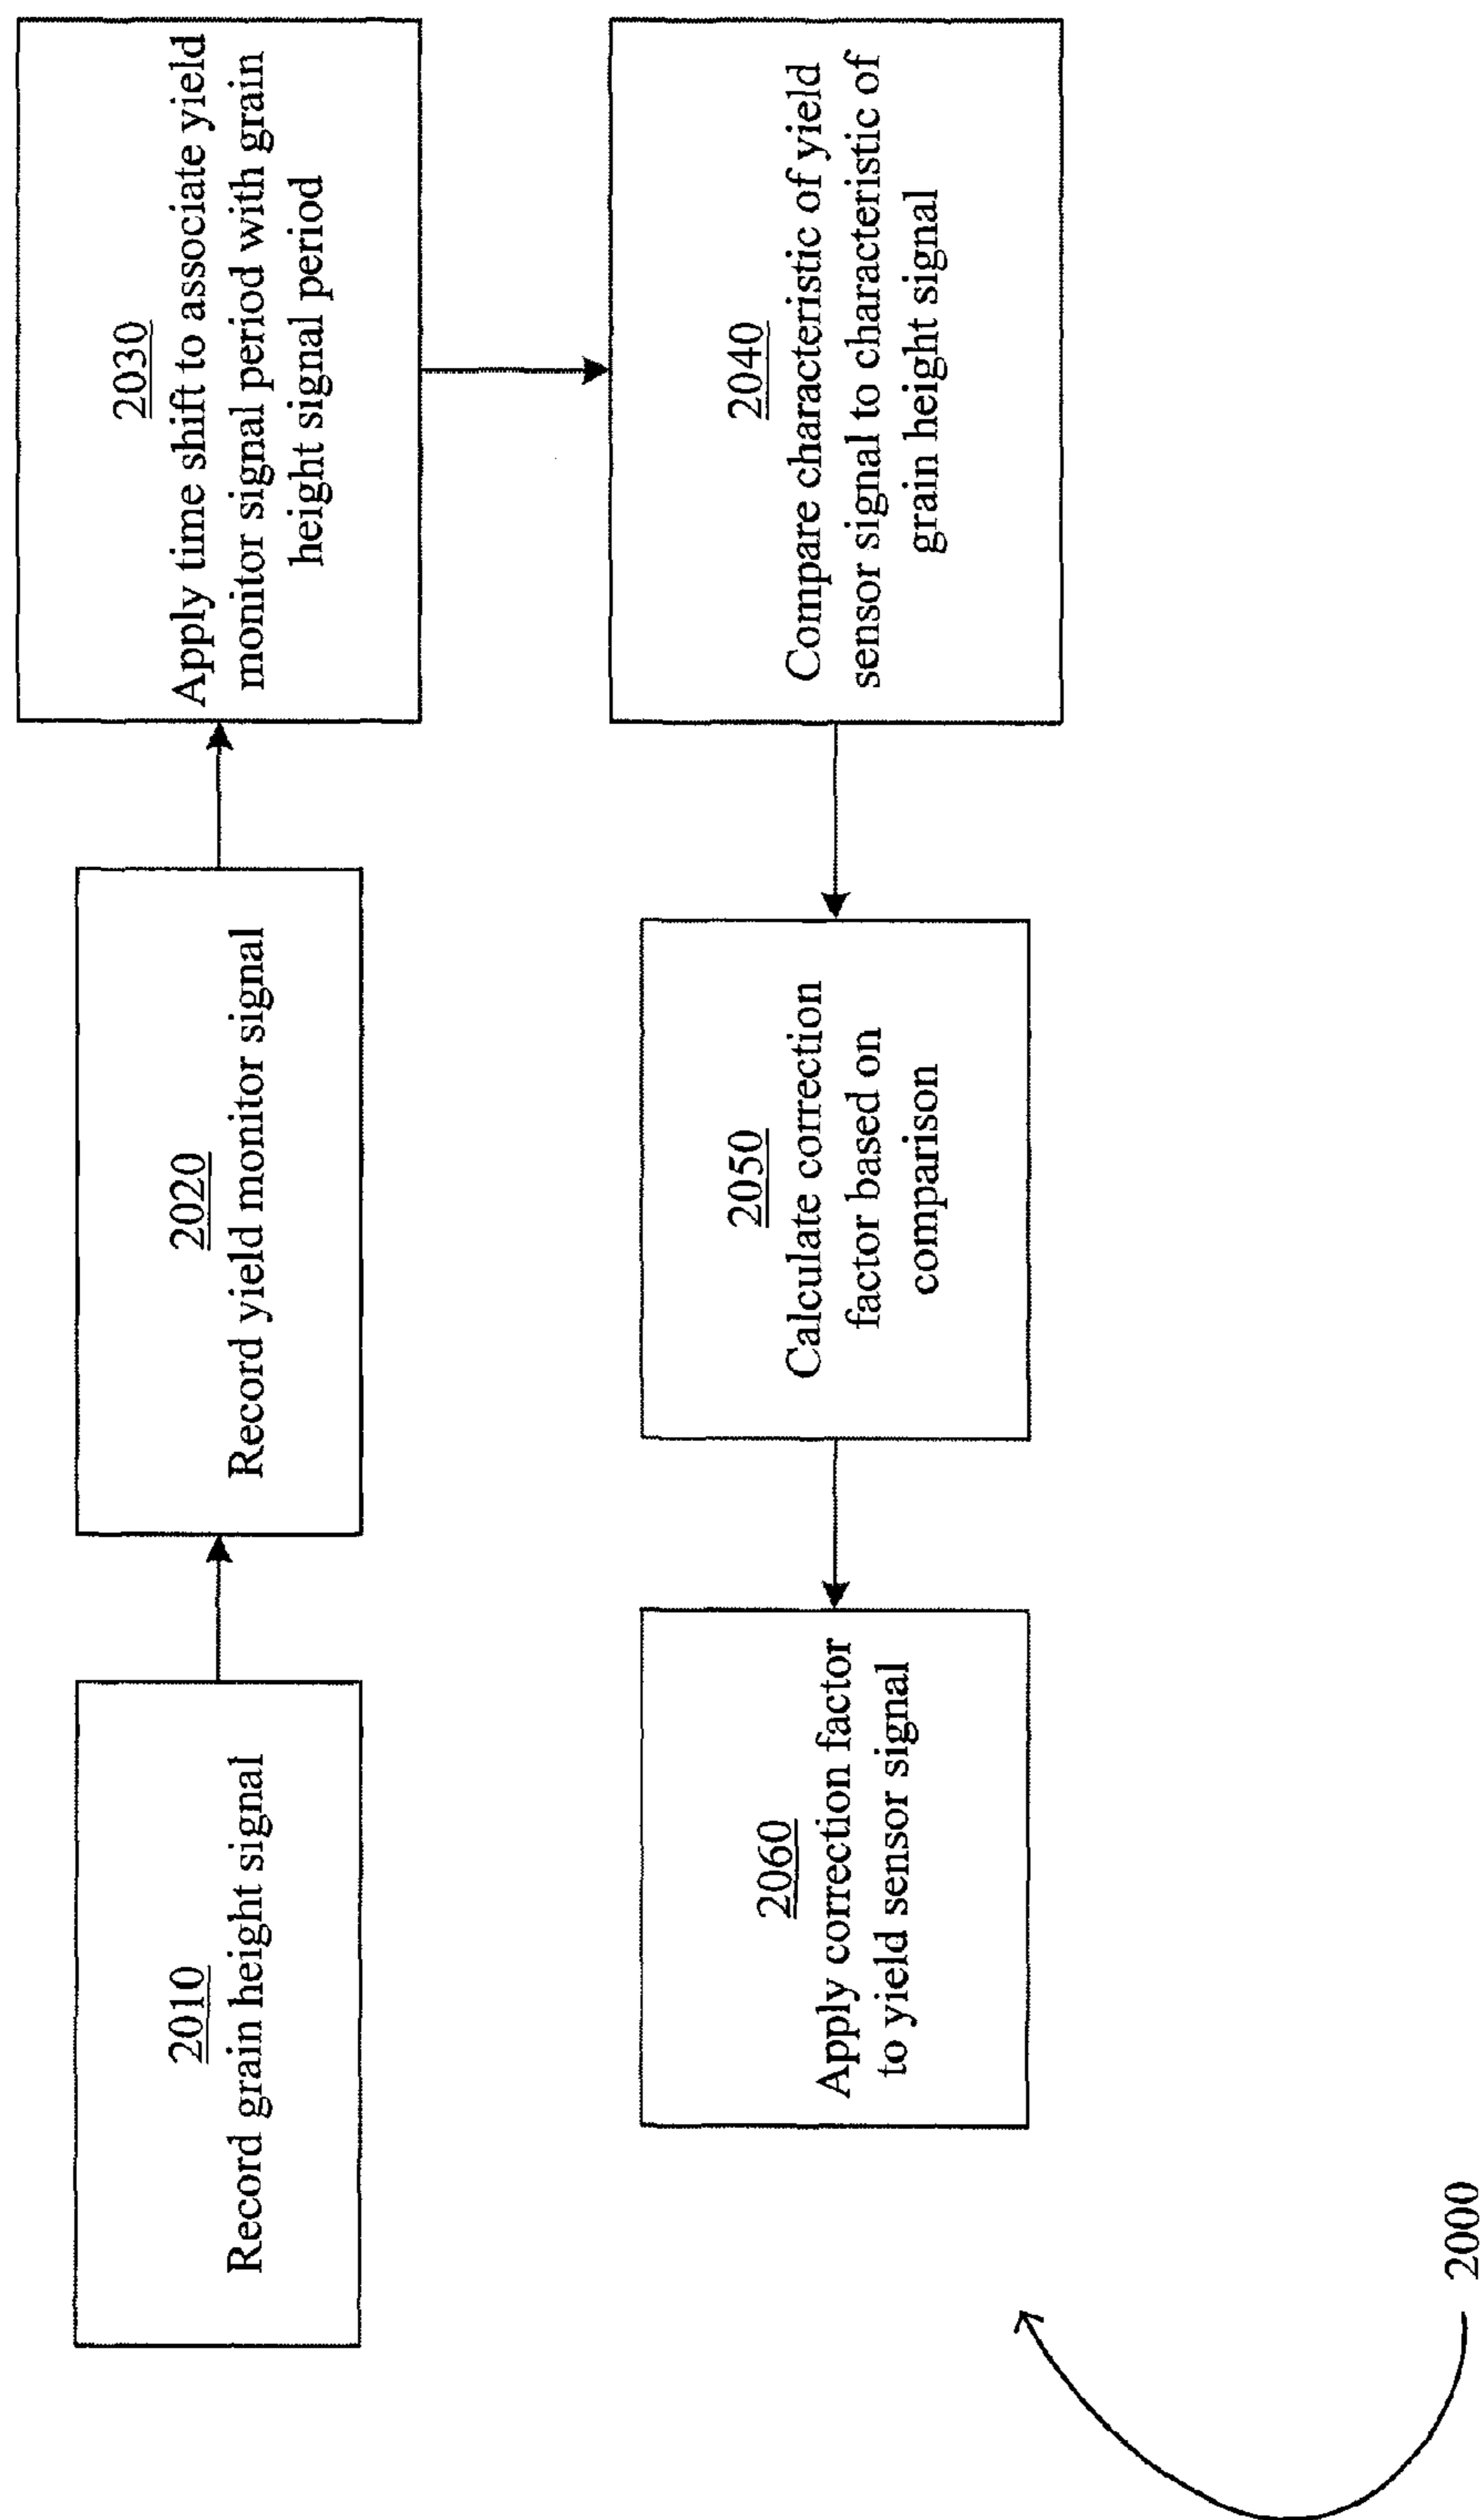 2010
Record grain height signal
2020
Record yield monitor signal
2030
Apply time shift to associate yield
monitor signal period with grain
height signal period
2040
Compare characteristic of yield
sensor signal to characteristic of
grain height signal
2050
Calculate correction
factor based on
comparison
2060
Apply correction factor
to yield sensor signal
2000